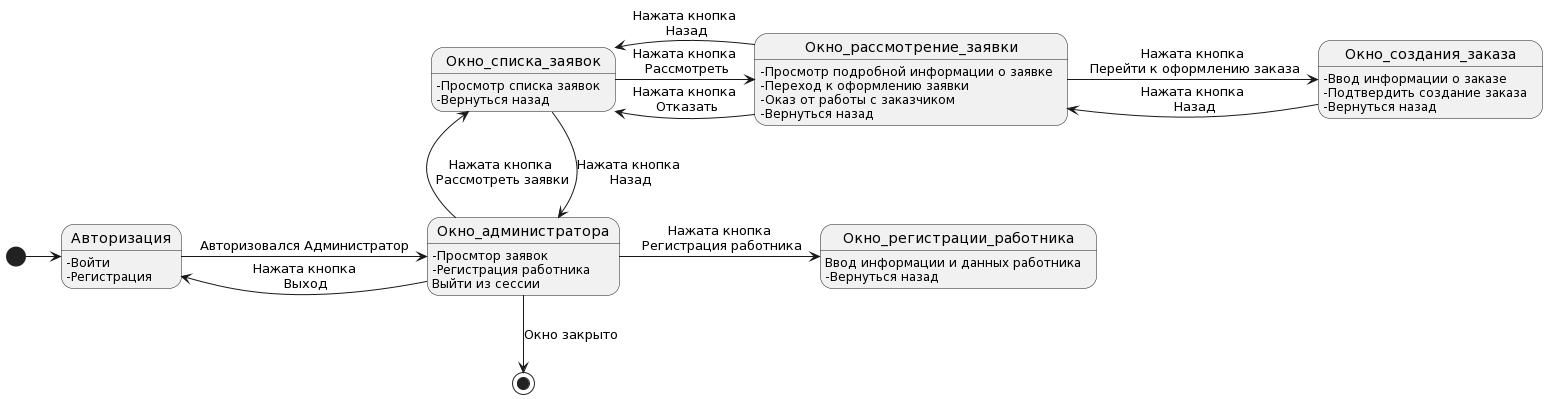 Нажата кнопка
Назад
Окно_списка_заявок
-Просмотр списка заявок
-Вернуться назад
Нажата кнопка
Рассмотреть
Нажата кнопка
Отказать
Окно_рассмотрение_заявки
-Просмотр подробной информации о заявке
-Переход к оформлению заявки
-Оказ от работы с заказчиком
-Вернуться назад
Нажата кнопка
Перейти к оформлению заказа
Нажата кнопка
Назад
Окно_создания_заказа
-Ввод информации о заказе
-Подтвердить создание заказа
-Вернуться назад
Нажата кнопка
Рассмотреть заявки
Нажата кнопка
Назад
Авторизация
-Войти
-Регистрация
Авторизовался Администратор
Нажата кнопка
Выход
Окно_администратора
-Просмтор заявок
-Регистрация работника
Выйти из сессии
Нажата кнопка
Регистрация работника
Окно_регистрации_работника
Ввод информации и данных работника
-Вернуться назад
Окно закрыто